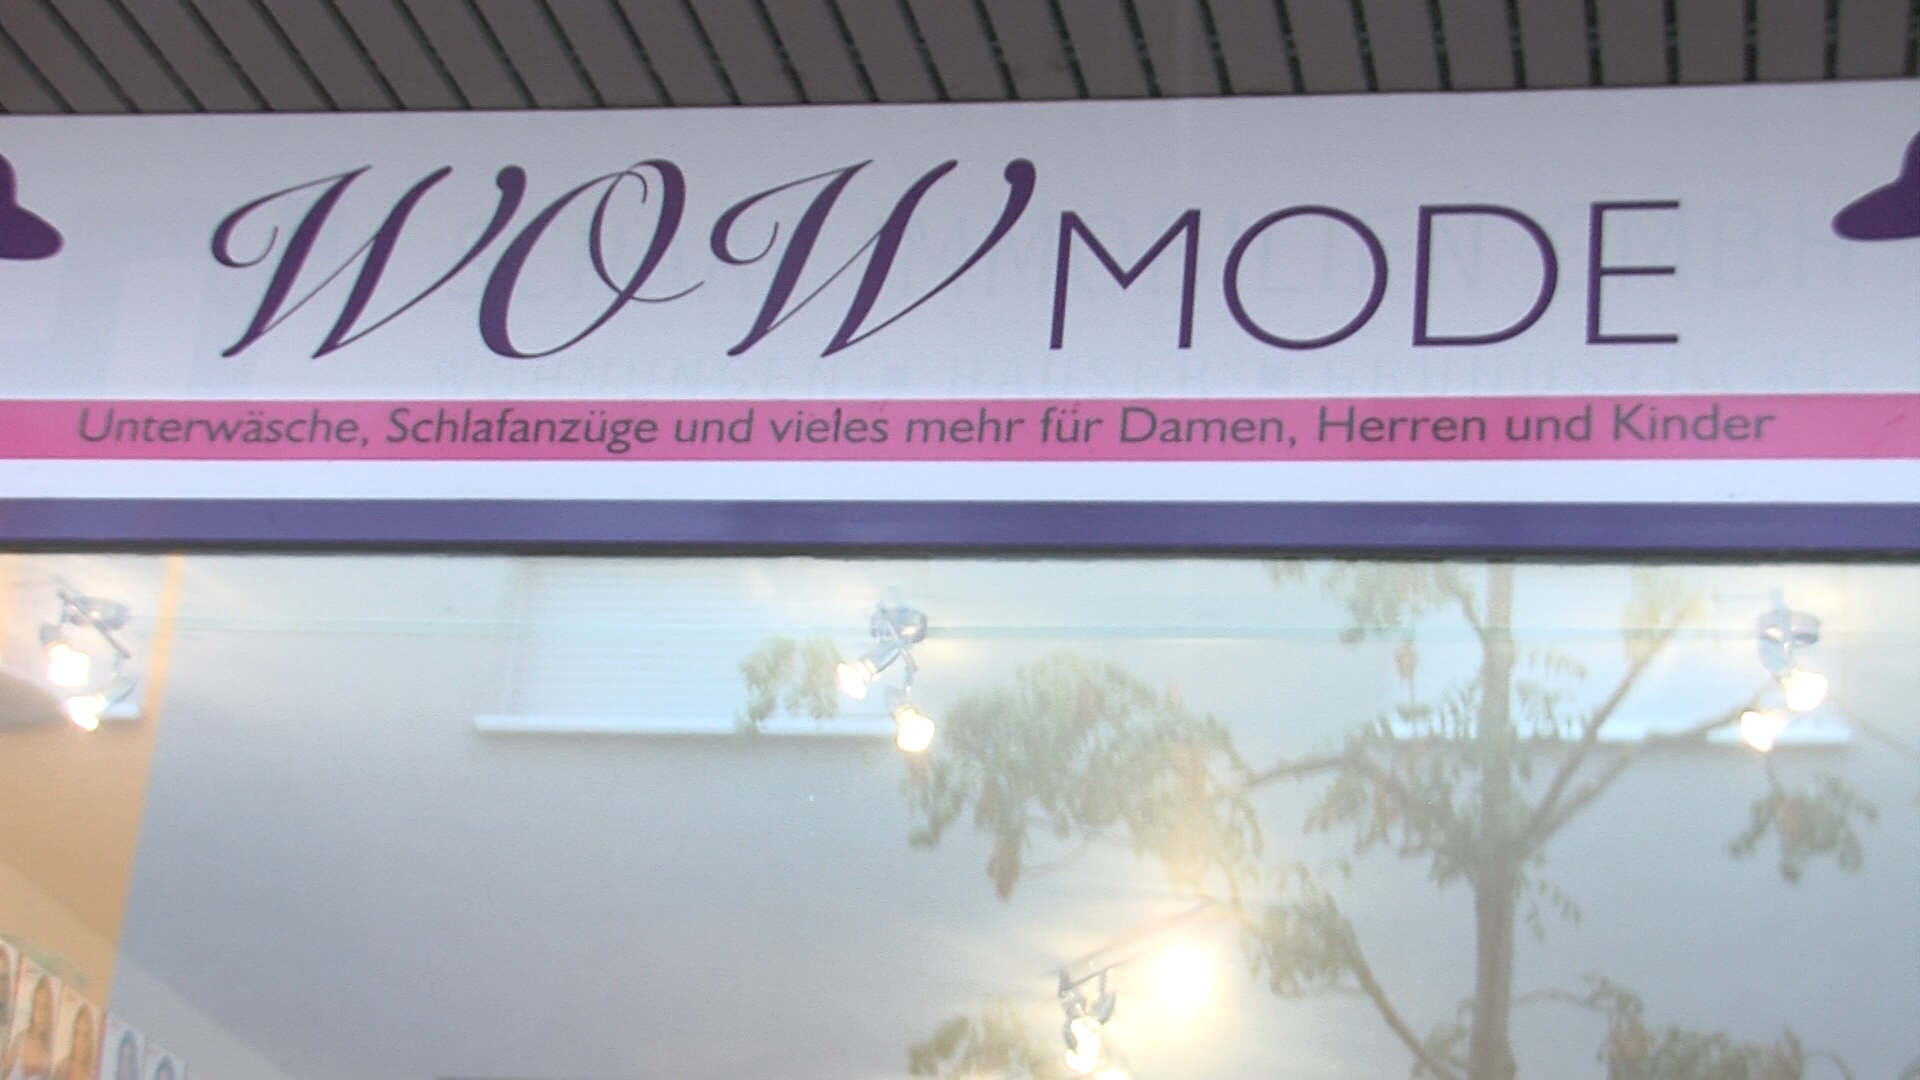 WOW MODE
Unterwäsche, Schlafanzüge und vieles mehr für Damen, Herren und Kinder